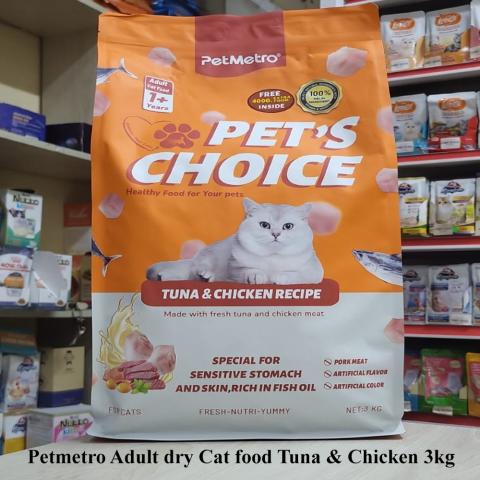 PetMetro
Adult
Cat Food
1+
Years
FREE
INSIDE
100%
PET'S
CHOICE
Healthy Food for Your pets
TUNA & CHICKEN RECIPE
Made with fresh tuna and chicken meat
SPECIAL FOR
SENSITIVE STOMACH
AND SKIN,RICH IN FISH OIL
PORK MEAT
ARTIFICIAL FLAVOR
ARTIFICIAL COLOR
FOR CATS
FRESH-NUTRI-YUMMY
NET:3 KG
Petmetro Adult dry Cat food Tuna & Chicken 3kg